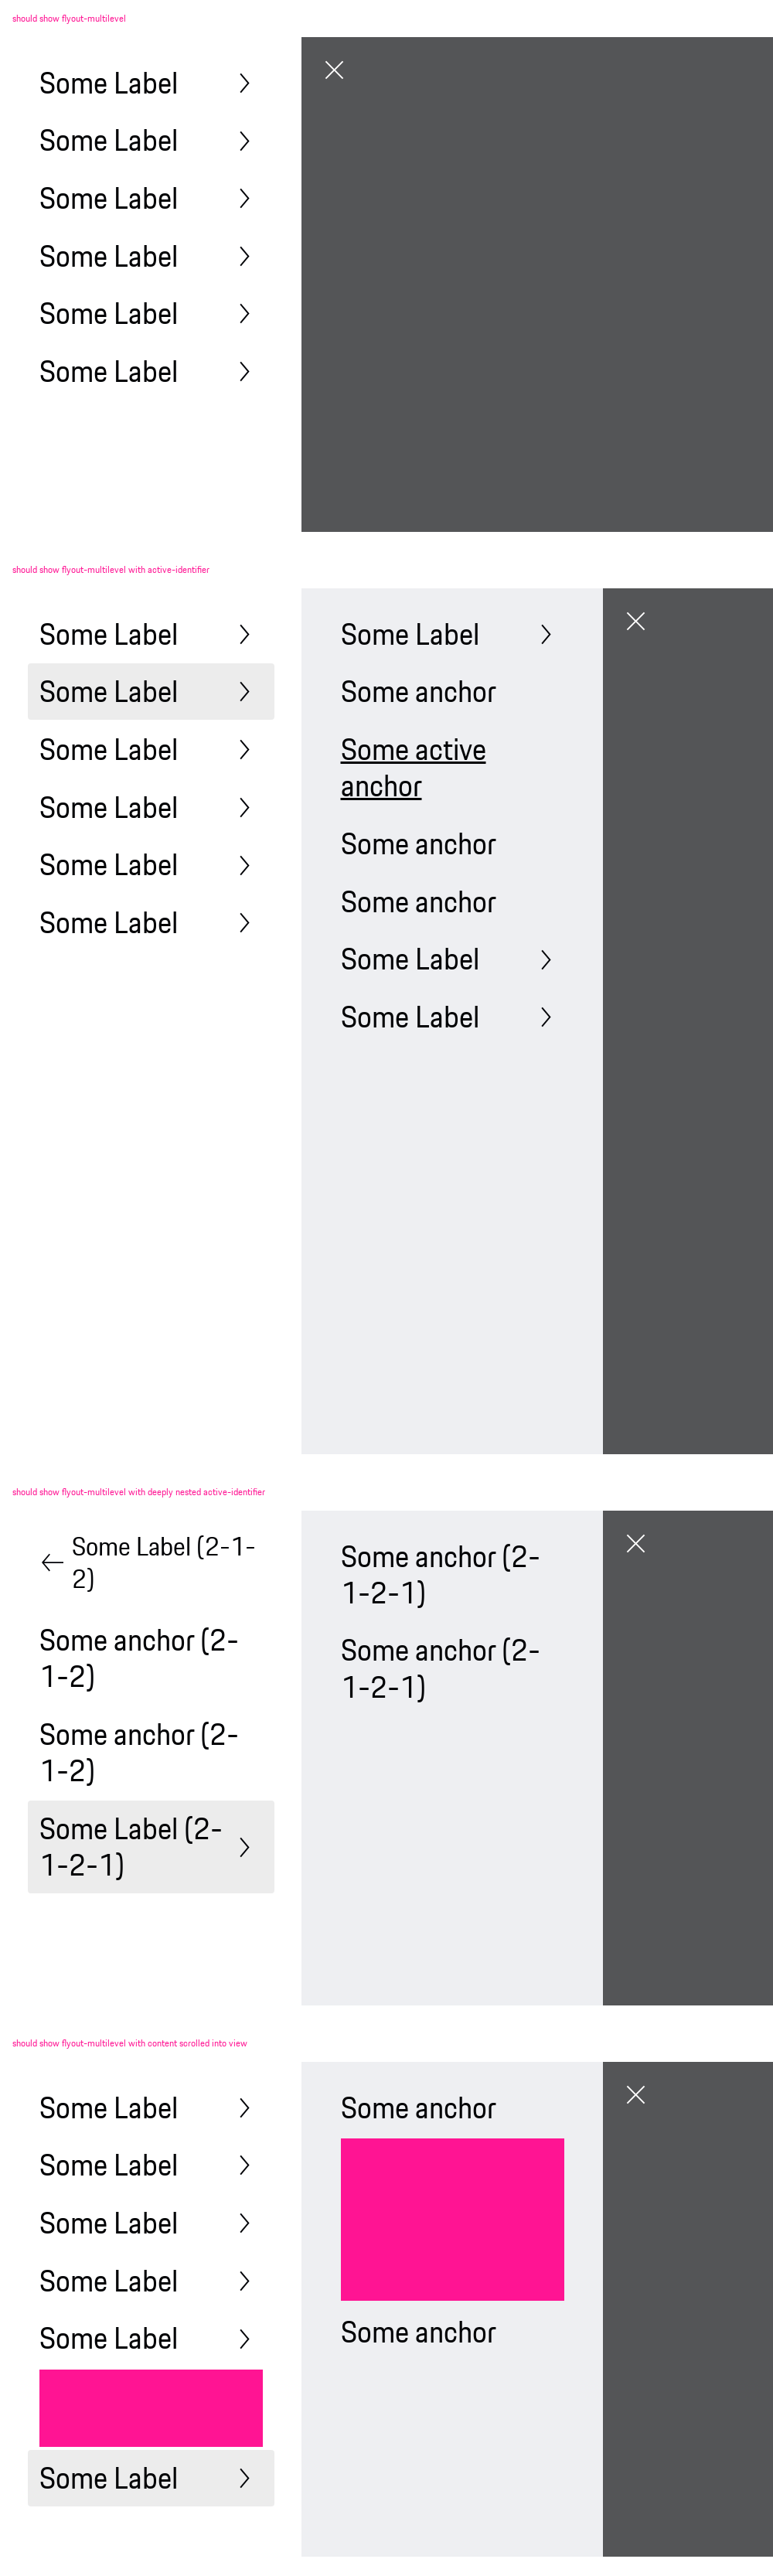 should show flyout-multilevel
Some Label
Some Label
Some Label
Some Label
Some Label
Some Label
should show flyout-multilevel with active-identifier
Some Label
Some Label
Some Label
Some Label
Some Label
Some Label
Some Label
Some anchor
Some active
anchor
Some anchor
Some anchor
Some Label
Some Label
should show flyout-multilevel with deeply nested active-identifier
Some Label (2-1-
2)
Some anchor (2-
1-2)
Some anchor (2-
1-2)
Some Label (2-
1-2-1)
Some anchor (2-
1-2-1)
Some anchor (2-
1-2-1)
should show flyout-multilevel with content scrolled into view
Some Label
Some Label
Some Label
Some Label
Some Label
Some Label
Some anchor
Some anchor